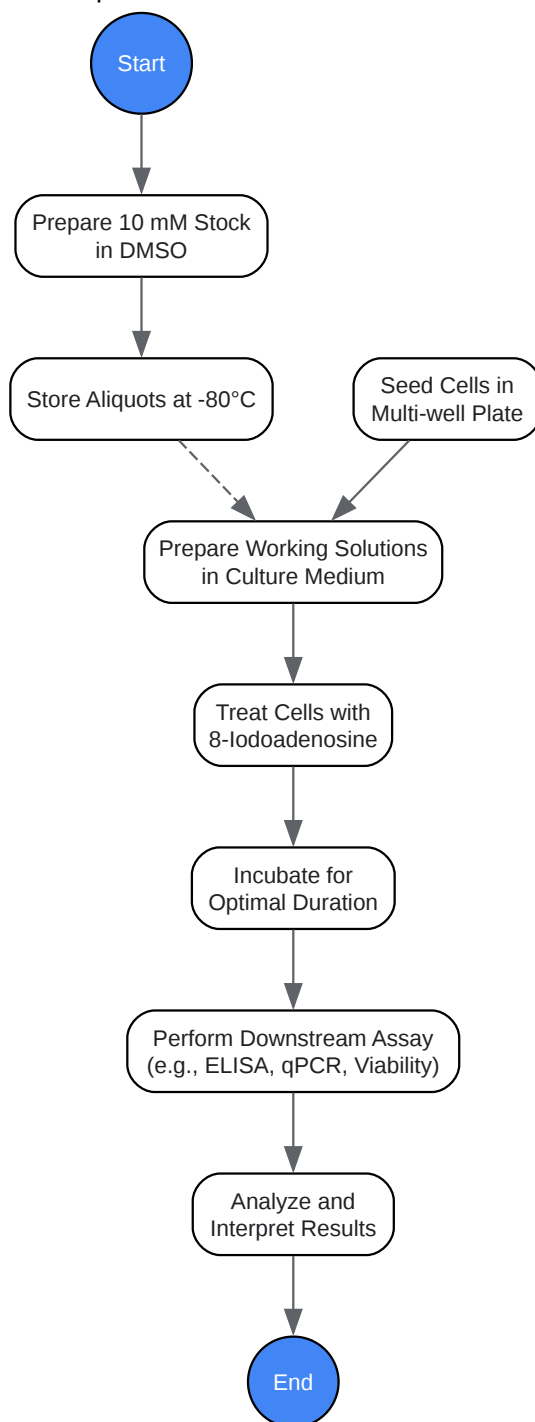 Start
Prepare 10 mM Stock
in DMSO
Store Aliquots at -80°C
Seed Cells in
Multi-well Plate
Prepare Working Solutions
in Culture Medium
Treat Cells with
8-Iodoadenosine
Incubate for
Optimal Duration
Perform Downstream Assay
(e.g., ELISA, qPCR, Viability)
Analyze and
Interpret Results
End